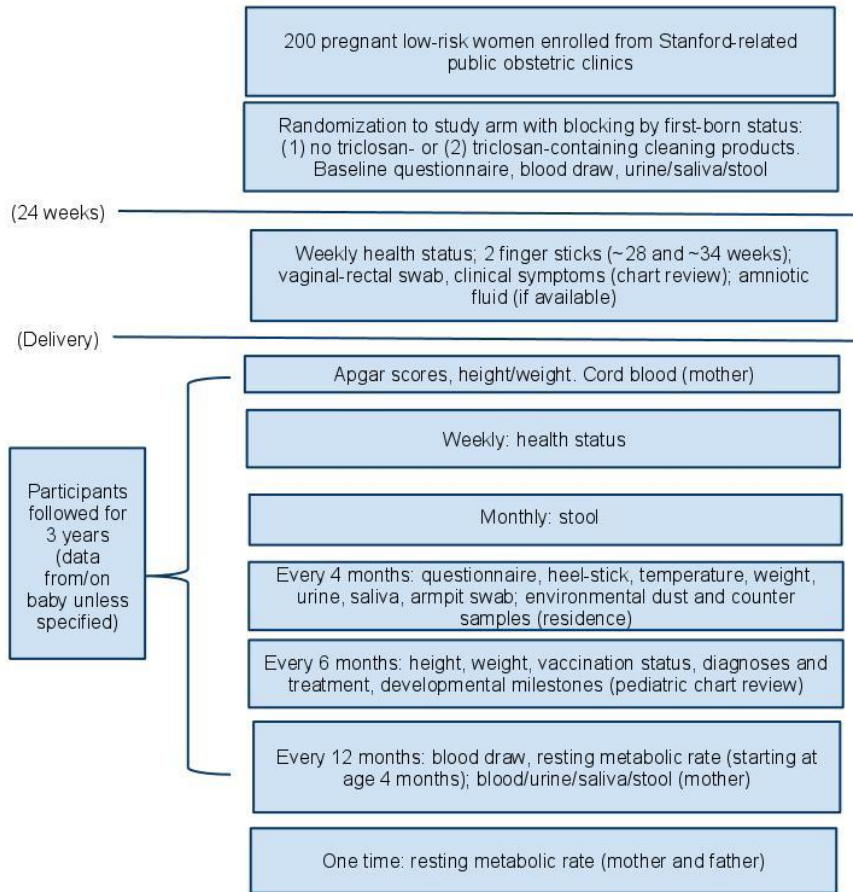 200 pregnant low-risk women enrolled from Stanford-related
public obstetric clinics
Randomization to study arm with blocking by first-born status:
(1) no triclosan- or (2) triclosan-containing cleaning products.
Baseline questionnaire, blood draw, urine/saliva/stool
(24 weeks)
Weekly health status; 2 finger sticks (~28 and ~34 weeks);
vaginal-rectal swab, clinical symptoms (chart review); amniotic
fluid (if available)
(Delivery)
Apgar scores, height/weight. Cord blood (mother)
Weekly: health status
Participants
followed for
3 years
(data
from/on
baby unless
specified)
Monthly: stool
Every 4 months: questionnaire, heel-stick, temperature, weight,
urine, saliva, armpit swab; environmental dust and counter
samples (residence)
Every 6 months: height, weight, vaccination status, diagnoses and
treatment, developmental milestones (pediatric chart review)
Every 12 months: blood draw, resting metabolic rate (starting at
age 4 months); blood/urine/saliva/stool (mother)
One time: resting metabolic rate (mother and father)